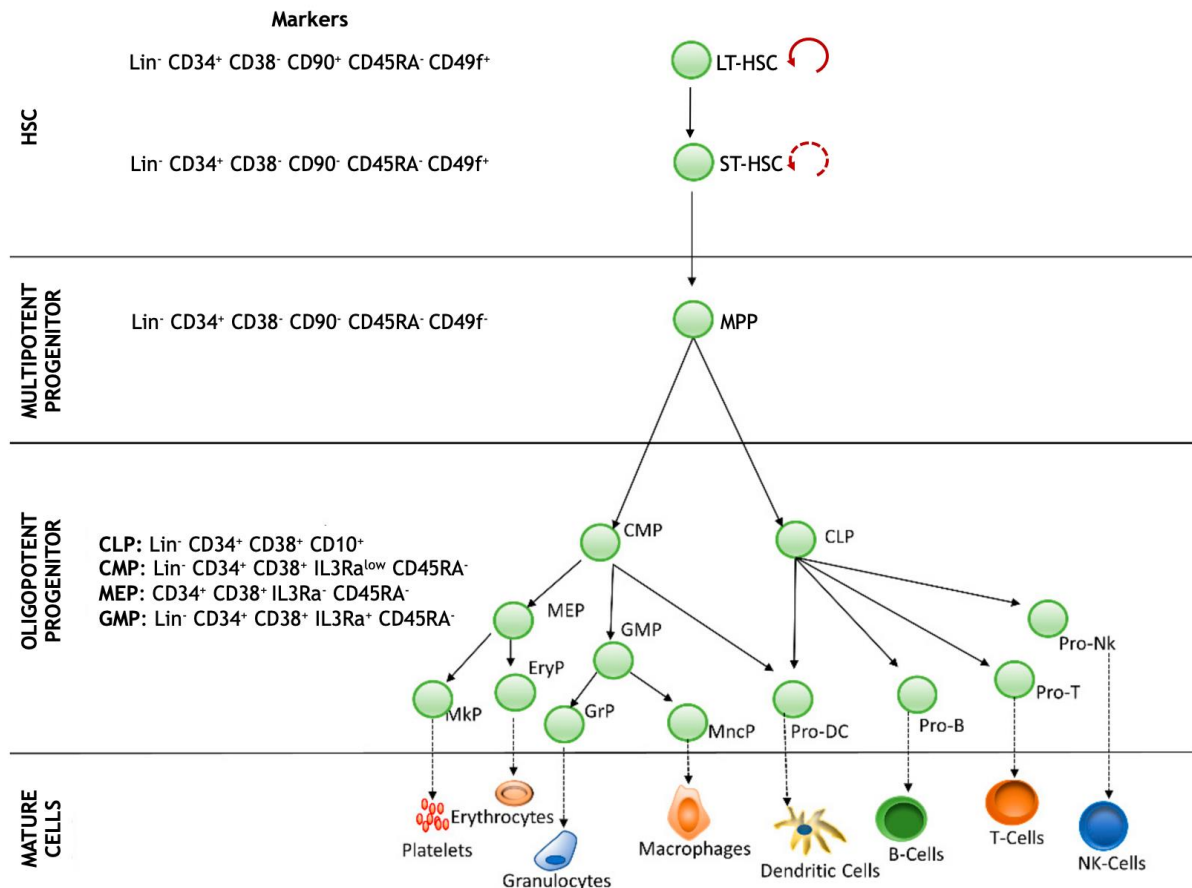 Markers
HSC
Lin⁻ CD34⁺ CD38⁻ CD90⁺ CD45RA⁻ CD49f⁺
LT-HSC
Lin⁻ CD34⁺ CD38⁻ CD90⁻ CD45RA⁻ CD49f⁺
ST-HSC
MULTIPOTENT
PROGENITOR
Lin⁻ CD34⁺ CD38⁻ CD90⁻ CD45RA⁻ CD49f⁻
MPP
OLIGOPOTENT
PROGENITOR
CLP: Lin⁻ CD34⁺ CD38⁺ CD10⁺
CMP: Lin⁻ CD34⁺ CD38⁺ IL3Raˡᵒʷ CD45RA⁻
MEP: CD34⁺ CD38⁺ IL3Ra⁻ CD45RA⁻
GMP: Lin⁻ CD34⁺ CD38⁺ IL3Ra⁺ CD45RA⁻
CMP
CLP
MEP
GMP
Pro-Nk
EryP
Pro-T
MkP
GrP
MncP
Pro-DC
Pro-B
MATURE
CELLS
Platelets
Erythrocytes
Granulocytes
Macrophages
Dendritic Cells
B-Cells
T-Cells
NK-Cells